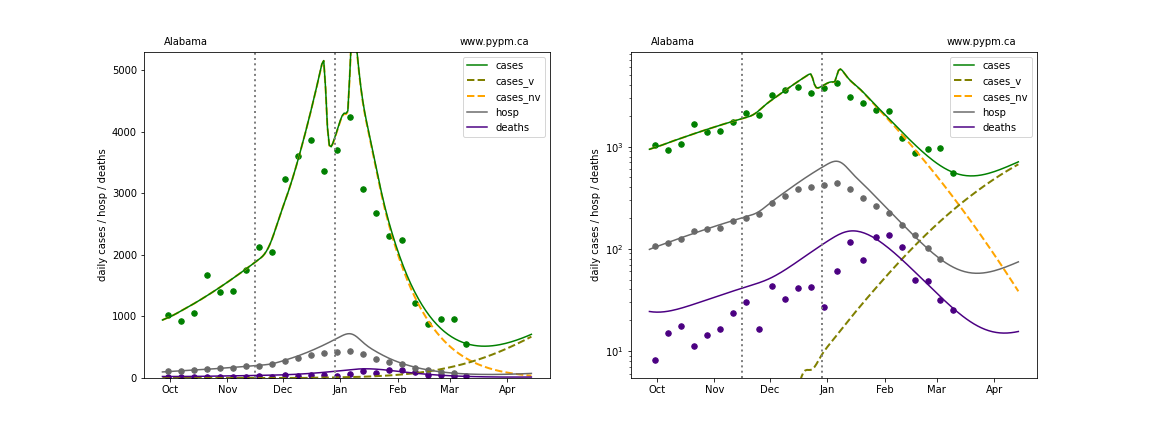 Alabama www.pypm.ca
daily cases / hosp / deaths
5000
4000
3000
2000
1000
0
cases
cases_v
cases_nv
hosp
deaths
Oct Nov Dec Jan Feb Mar Apr
Alabama www.pypm.ca
daily cases / hosp / deaths
10³
10²
10¹
cases
cases_v
cases_nv
hosp
deaths
Oct Nov Dec Jan Feb Mar Apr